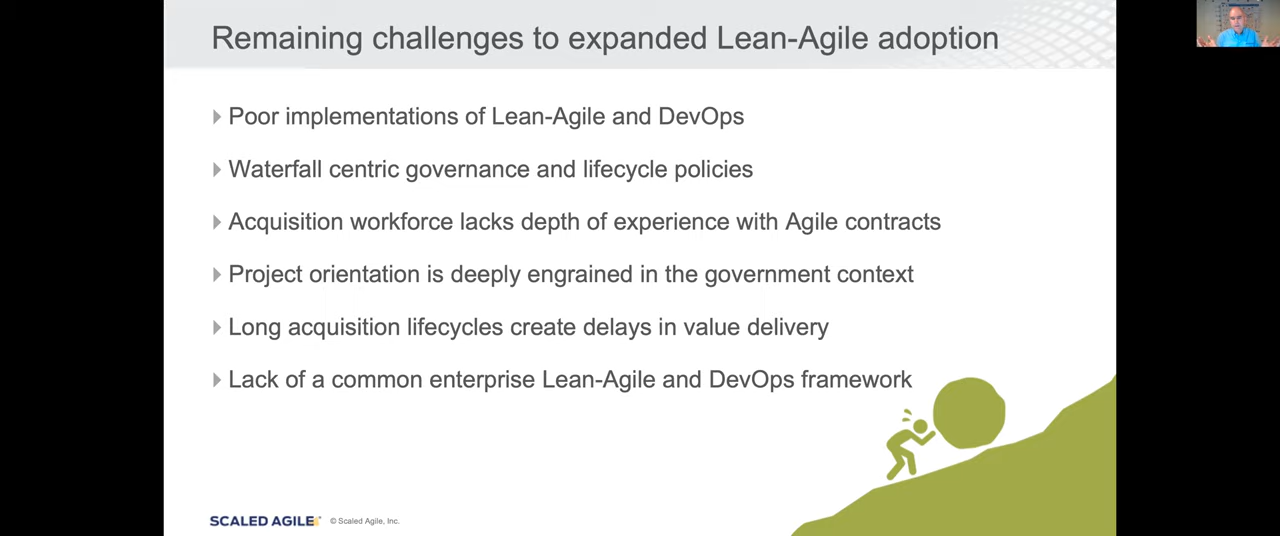 Remaining challenges to expanded Lean-Agile adoption
Poor implementations of Lean-Agile and DevOps
Waterfall centric governance and lifecycle policies
Acquisition workforce lacks depth of experience with Agile contracts
Project orientation is deeply engrained in the government context
Long acquisition lifecycles create delays in value delivery
Lack of a common enterprise Lean-Agile and DevOps framework
SCALED AGILE © Scaled Agile, Inc.